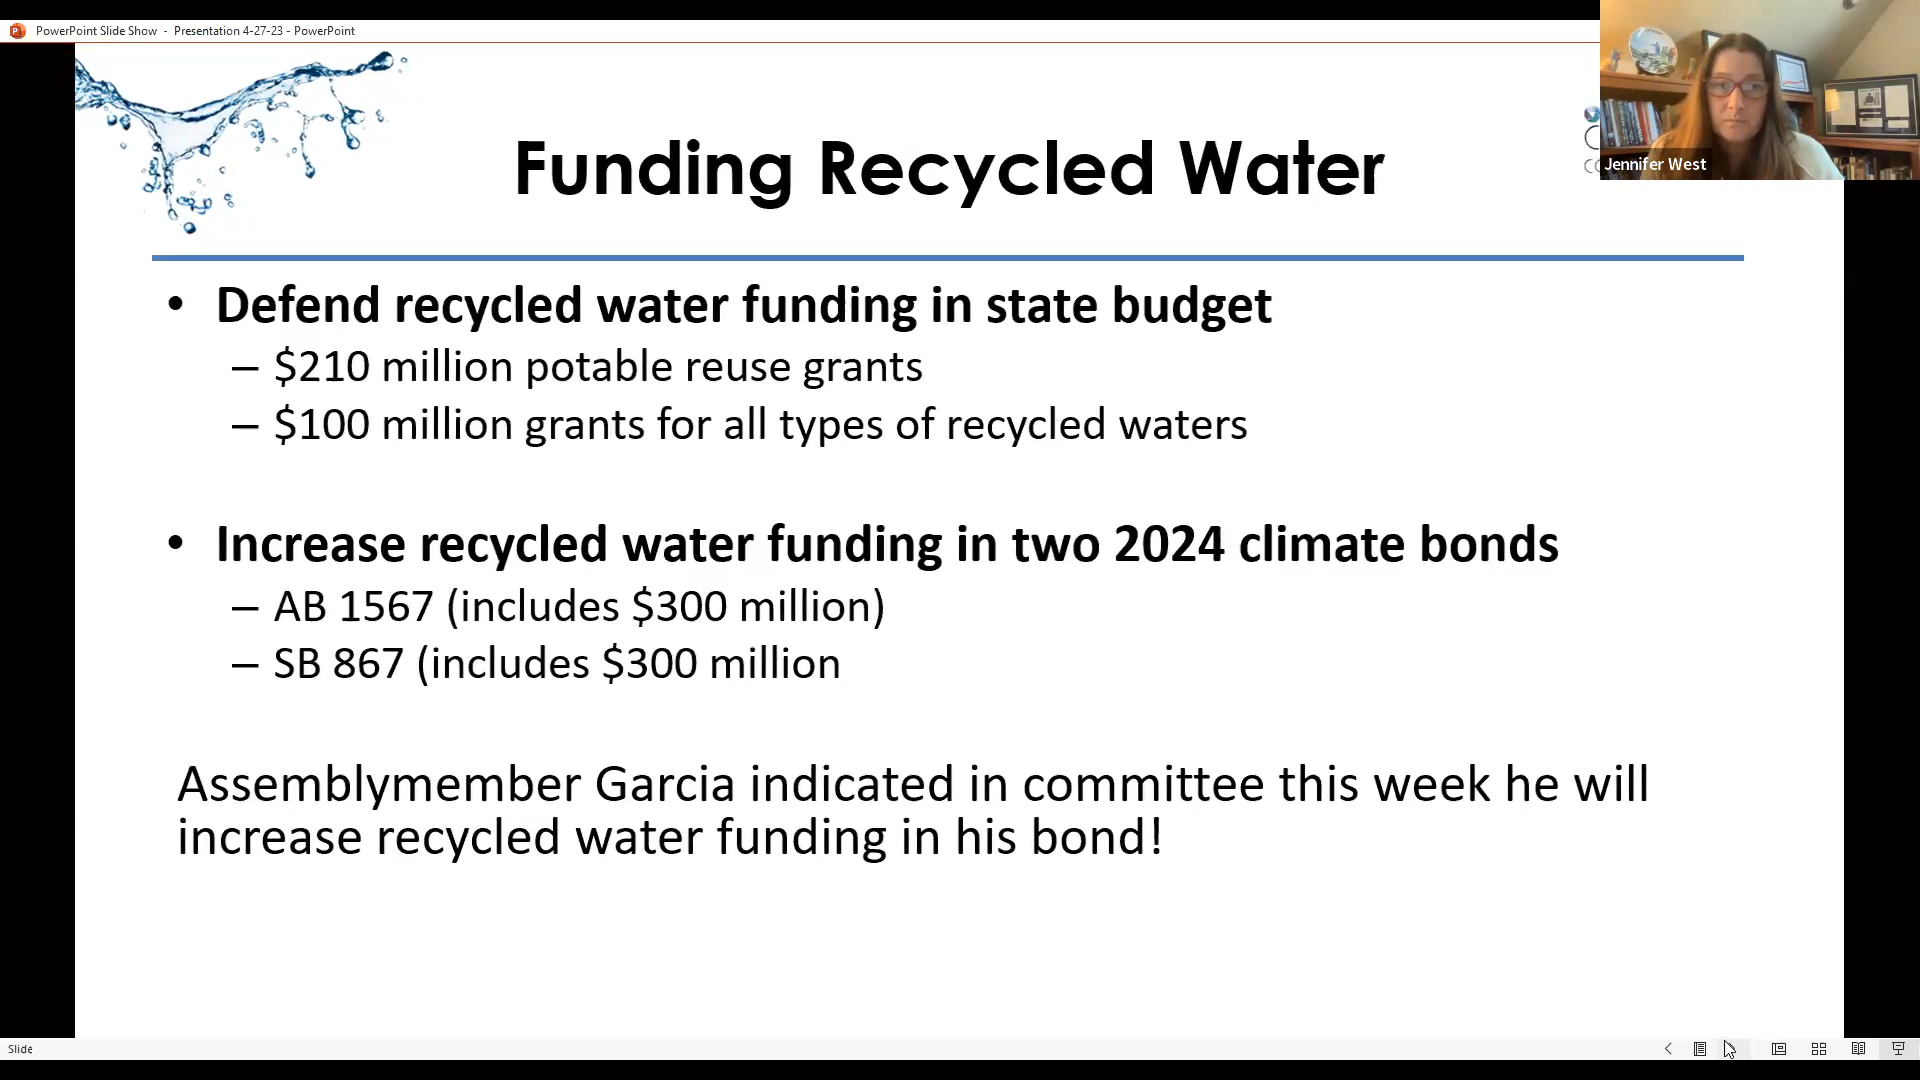 PowerPoint Slide Show - Presentation 4-27-23 - PowerPoint
Jennifer West
Funding Recycled Water
• Defend recycled water funding in state budget
– $210 million potable reuse grants
– $100 million grants for all types of recycled waters
• Increase recycled water funding in two 2024 climate bonds
– AB 1567 (includes $300 million)
– SB 867 (includes $300 million
Assemblymember Garcia indicated in committee this week he will
increase recycled water funding in his bond!
Slide